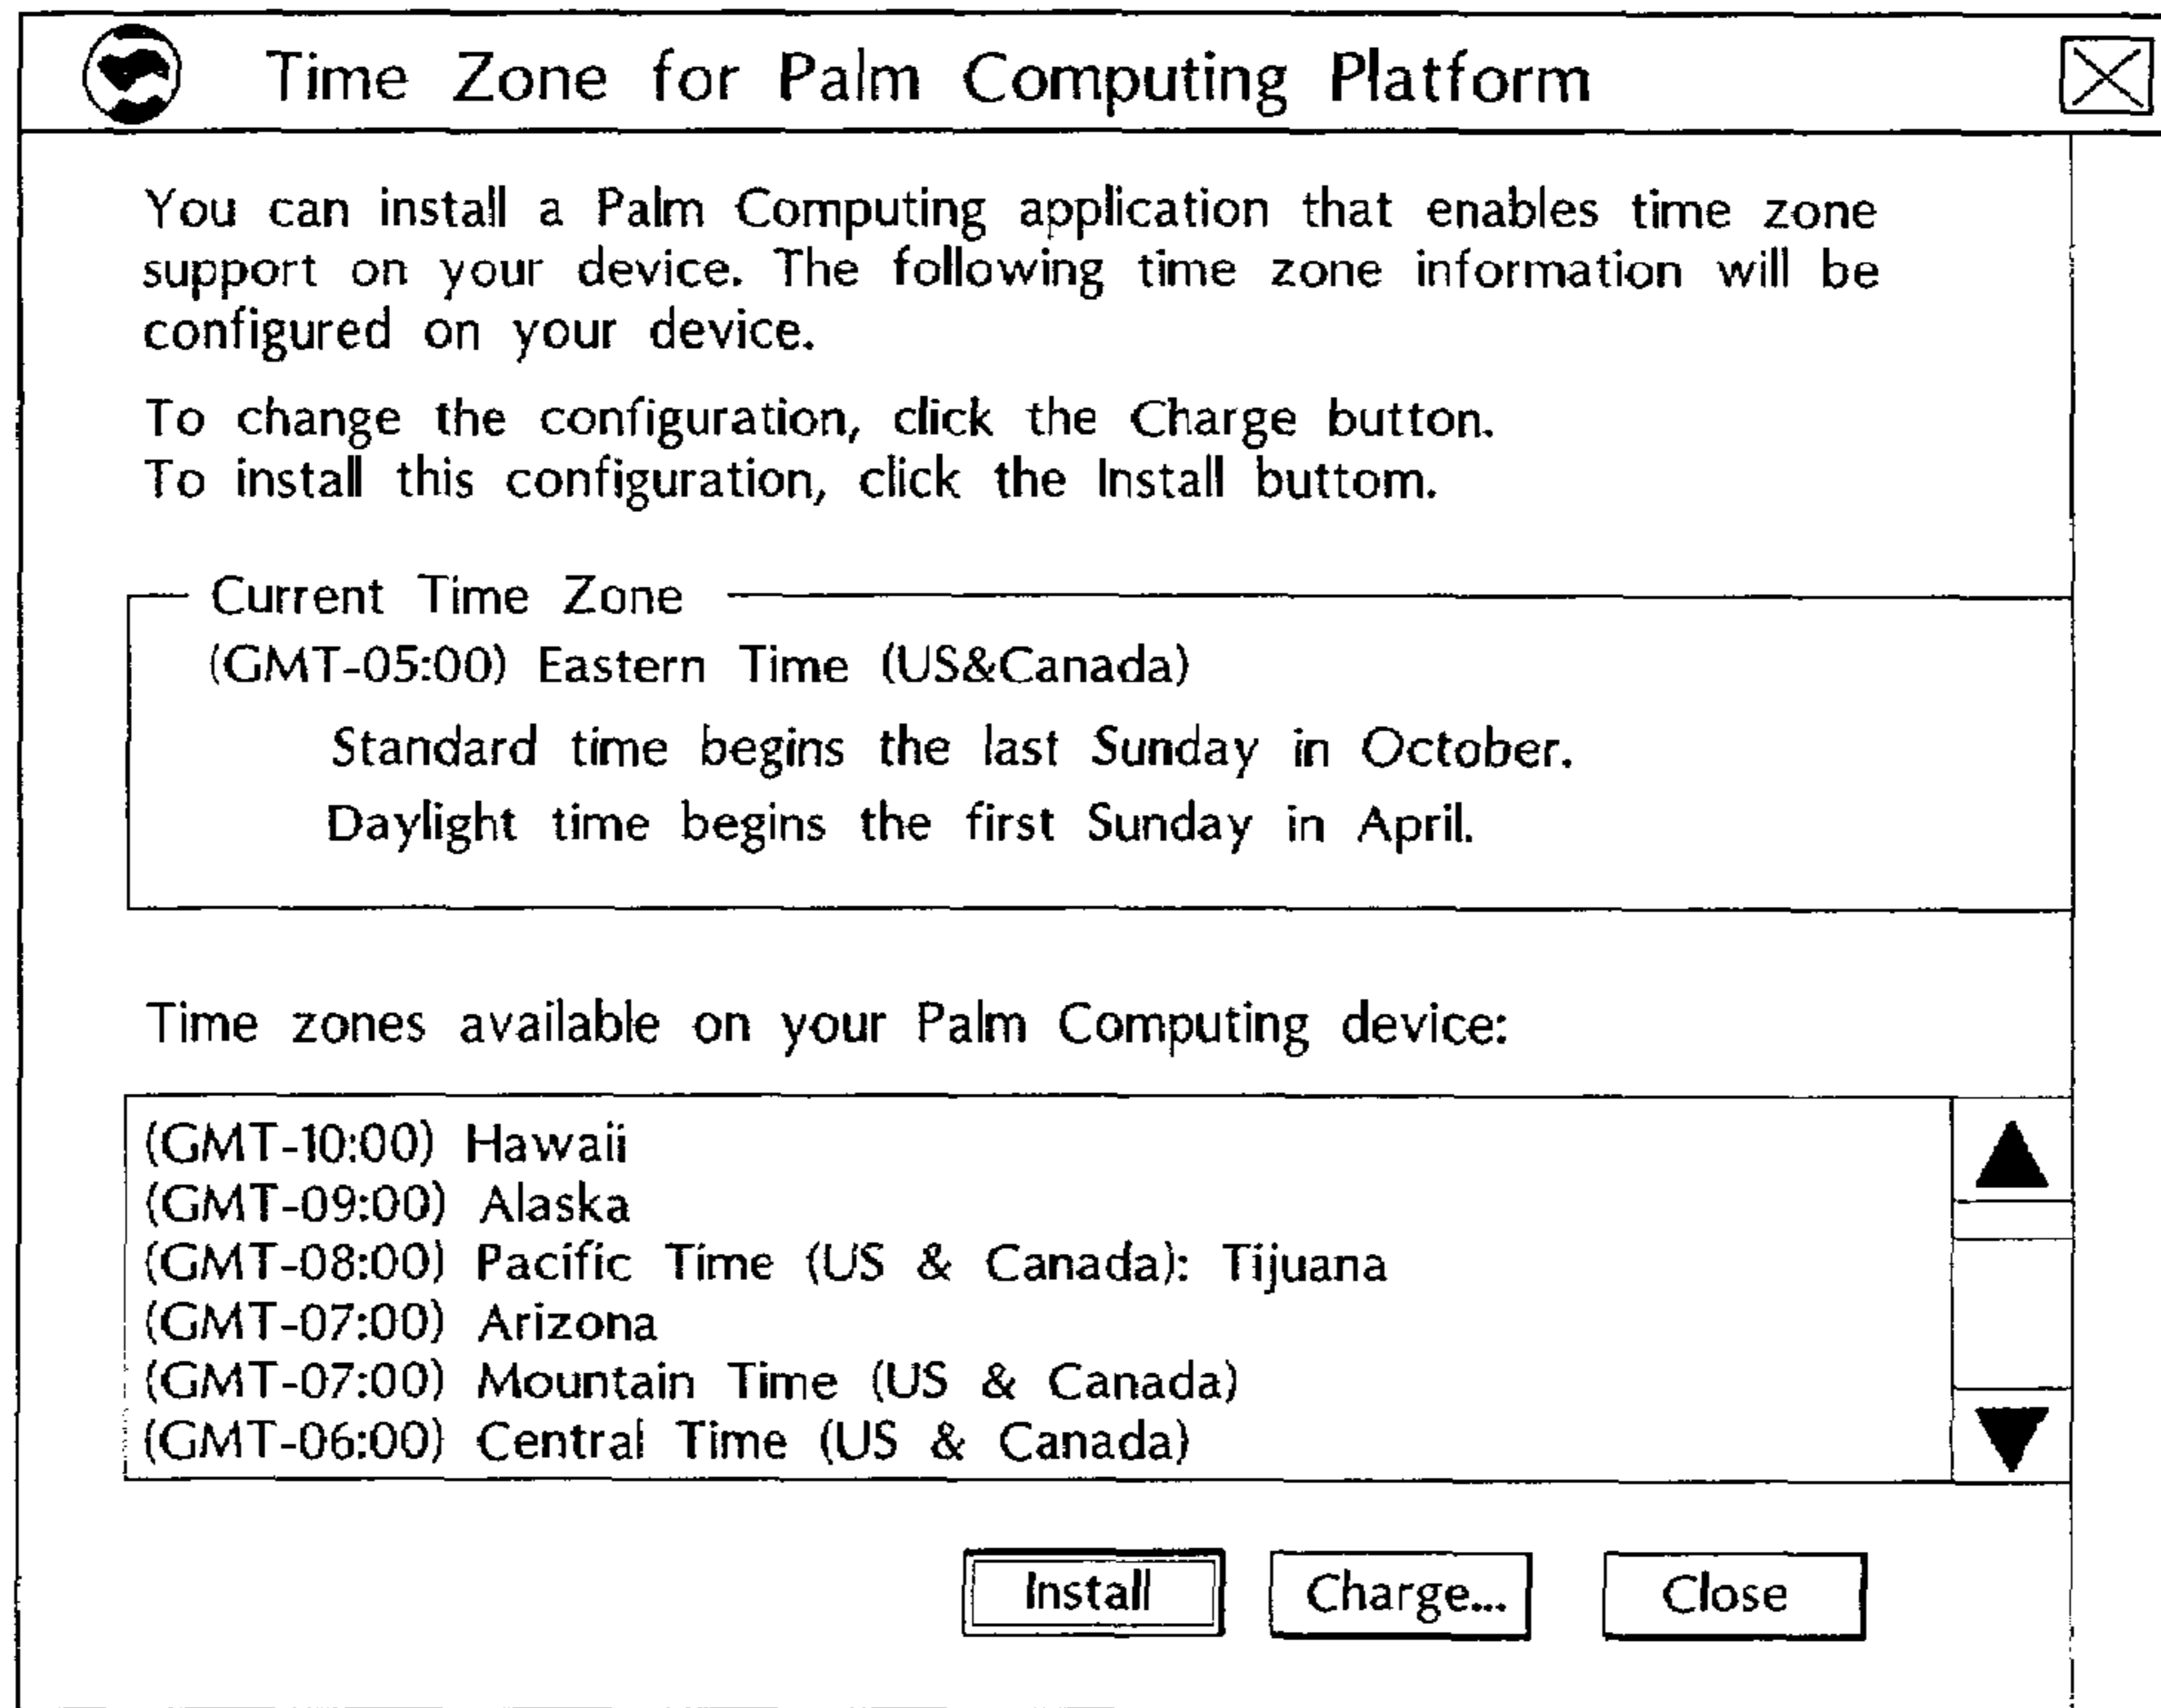 Time Zone for Palm Computing Platform
You can install a Palm Computing application that enables time zone
support on your device. The following time zone information will be
configured on your device.
To change the configuration, click the Charge button.
To install this configuration, click the Install buttom.
Current Time Zone
(GMT-05:00) Eastern Time (US&Canada)
Standard time begins the last Sunday in October.
Daylight time begins the first Sunday in April.
Time zones available on your Palm Computing device:
(GMT-10:00) Hawaii
(GMT-09:00) Alaska
(GMT-08:00) Pacific Time (US & Canada): Tijuana
(GMT-07:00) Arizona
(GMT-07:00) Mountain Time (US & Canada)
(GMT-06:00) Central Time (US & Canada)
Install
Charge...
Close